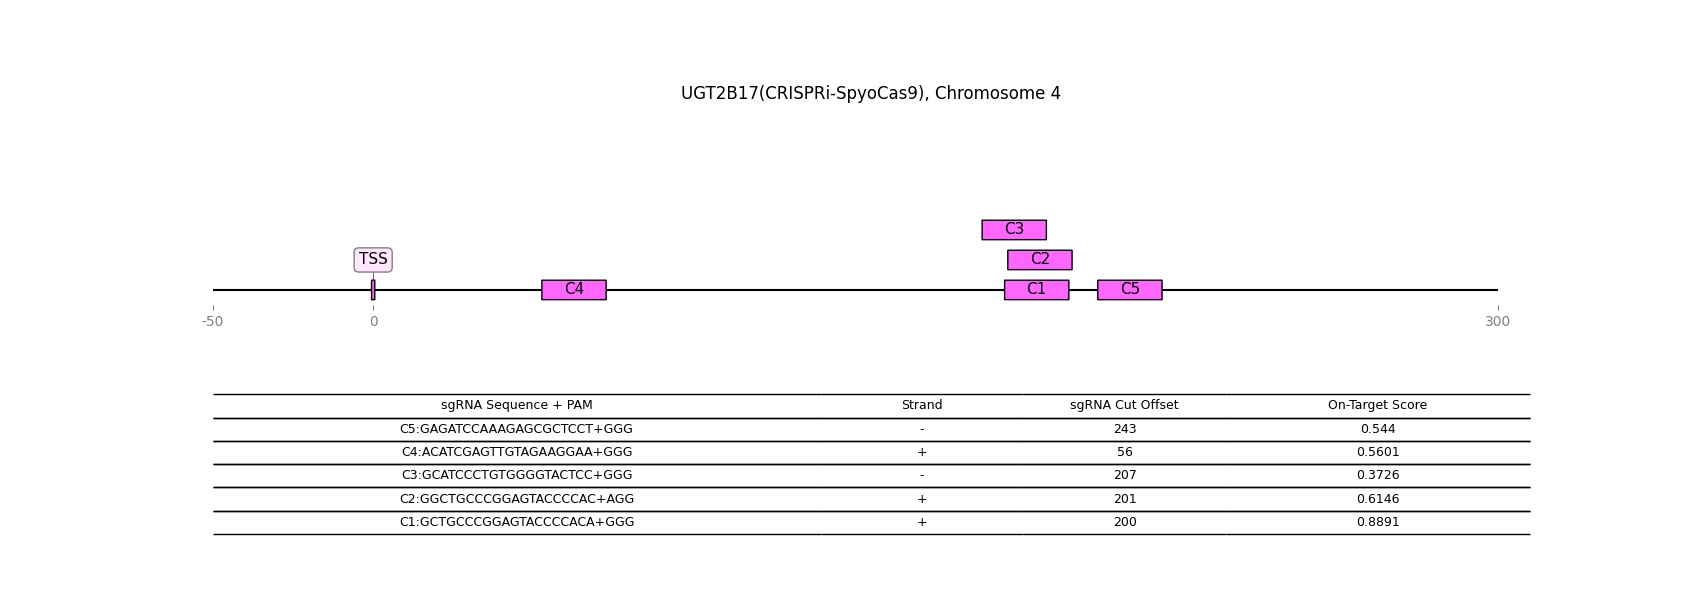 UGT2B17(CRISPRi-SpyoCas9), Chromosome 4
C3
TSS
C2
C4
C1
C5
-50
0
300
sgRNA Sequence + PAM Strand sgRNA Cut Offset On-Target Score
C5:GAGATCCAAAGAGCGCTCCT+GGG - 243 0.544
C4:ACATCGAGTTGTAGAAGGAA+GGG + 56 0.5601
C3:GCATCCCTGTGGGGTACTCC+GGG - 207 0.3726
C2:GGCTGCCCGGAGTACCCCAC+AGG + 201 0.6146
C1:GCTGCCCGGAGTACCCCACA+GGG + 200 0.8891